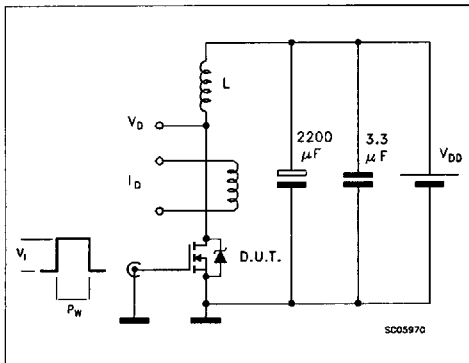 L
V_D
2200
μF
3.3
μF
V_DD
I_D
V_i
P_W
D.U.T.
SC05970